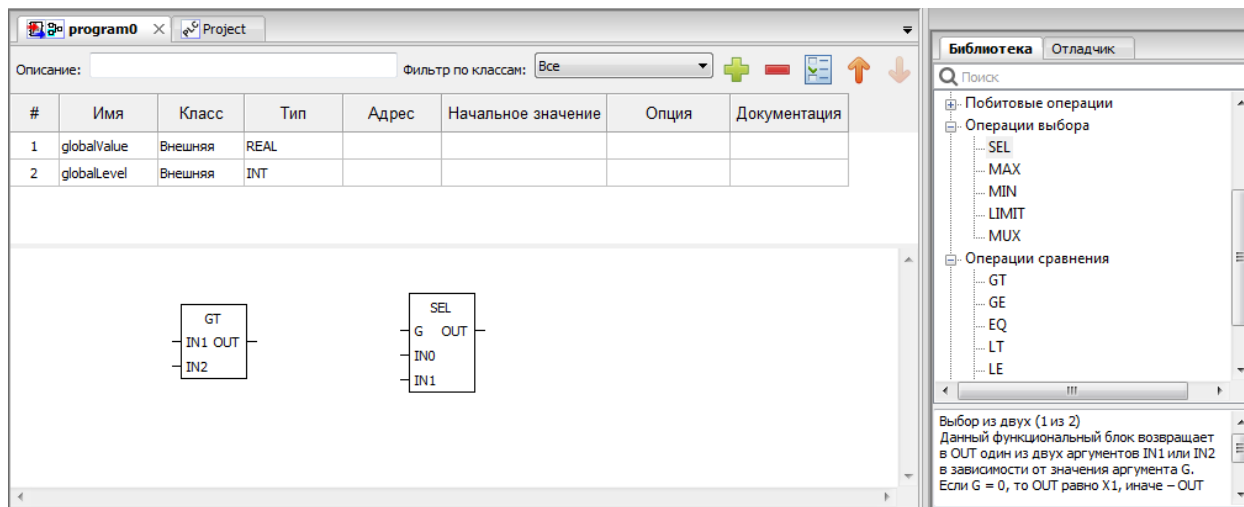 program0 Project
Описание: Фильтр по классам: Все
# Имя Класс Тип Адрес Начальное значение Опция Документация
1 globalValue Внешняя REAL
2 globalLevel Внешняя INT
GT
IN1 OUT
IN2
SEL
G OUT
IN0
IN1
Библиотека Отладчик
Поиск
Побитовые операции
Операции выбора
SEL
MAX
MIN
LIMIT
MUX
Операции сравнения
GT
GE
EQ
LT
LE
Выбор из двух (1 из 2)
Данный функциональный блок возвращает
в OUT один из двух аргументов IN1 или IN2
в зависимости от значения аргумента G.
Если G = 0, то OUT равно X1, иначе – OUT